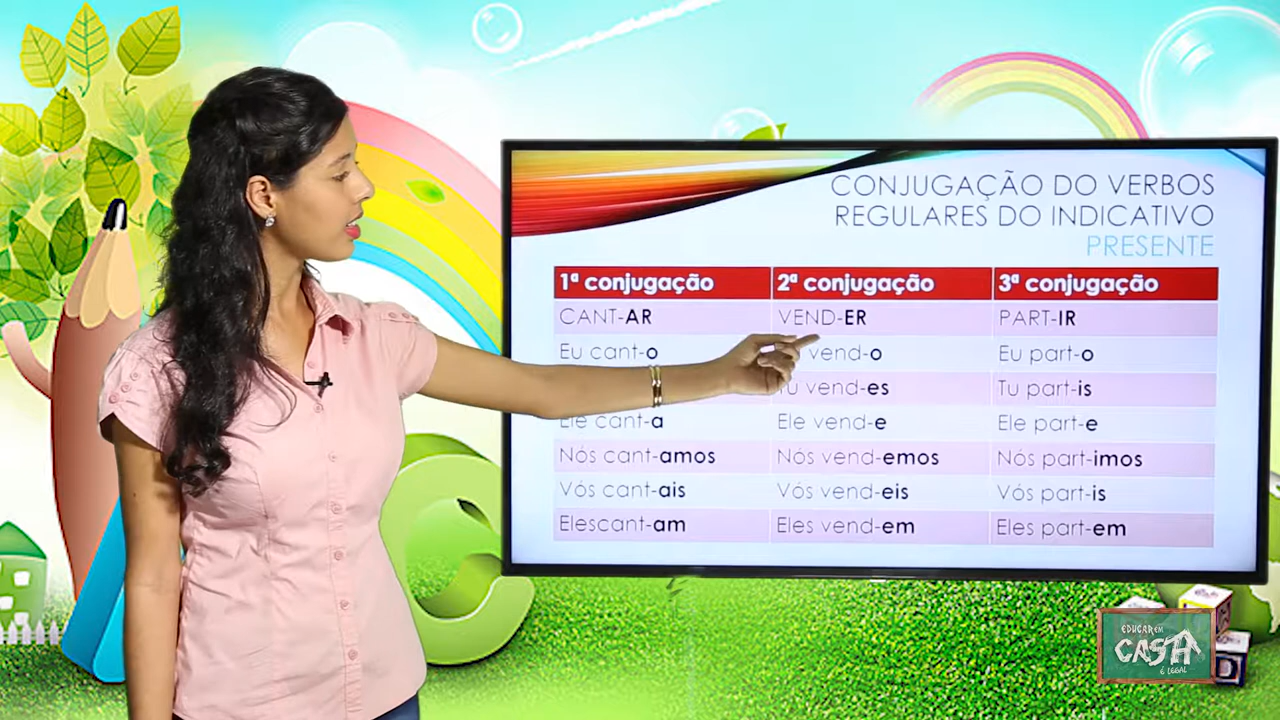 CONJUGAÇÃO DO VERBOS
REGULARES DO INDICATIVO
PRESENTE
1ª conjugação 2ª conjugação 3ª conjugação
CANT-AR VEND-ER PART-IR
Eu cant-o vend-o Eu part-o
Tu vend-es Tu part-is
Ele cant-a Ele vend-e Ele part-e
Nós cant-amos Nós vend-emos Nós part-imos
Vós cant-ais Vós vend-eis Vós part-is
Elescant-am Eles vend-em Eles part-em
EDUCAR EM
CASA
É LEGAL